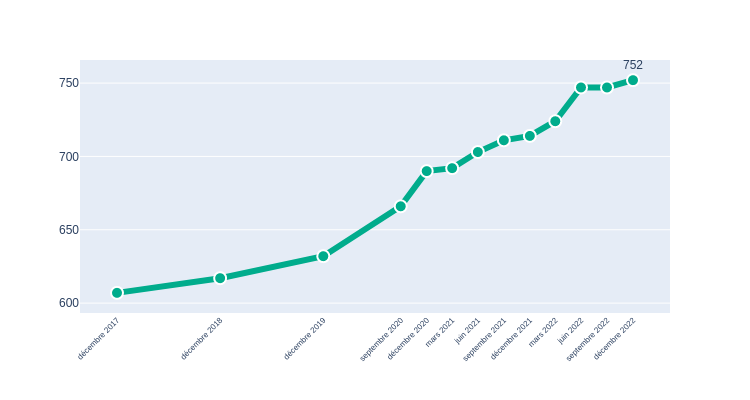 752
750
700
650
600
décembre 2017
décembre 2018
décembre 2019
septembre 2020
décembre 2020
mars 2021
juin 2021
septembre 2021
décembre 2021
mars 2022
juin 2022
septembre 2022
décembre 2022